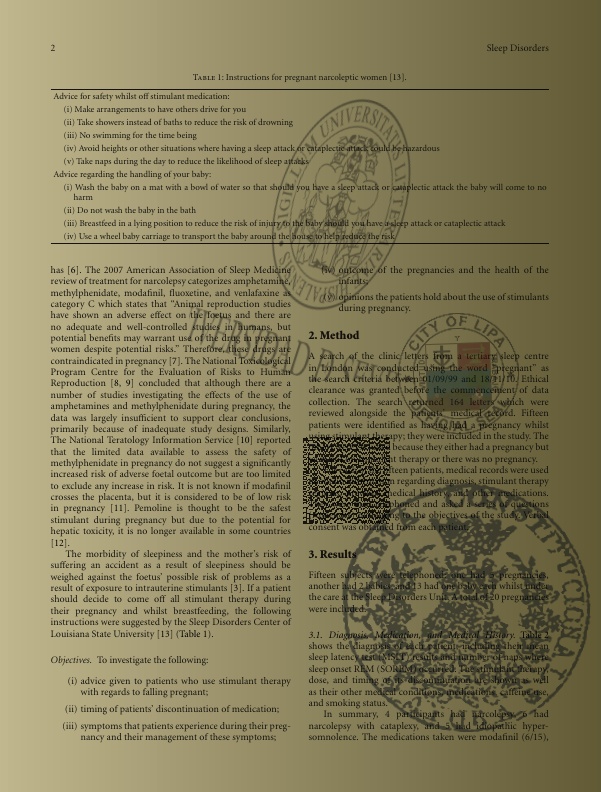 2
Sleep Disorders
Table 1: Instructions for pregnant narcoleptic women [13].
Advice for safety whilst off stimulant medication:
(i) Make arrangements to have others drive for you
(ii) Take showers instead of baths to reduce the risk of drowning
(iii) No swimming for the time being
(iv) Avoid heights or other situations where having a sleep attack or cataplectic attack could be hazardous
(v) Take naps during the day to reduce the likelihood of sleep attacks
Advice regarding the handling of your baby:
(i) Wash the baby on a mat with a bowl of water so that should you have a sleep attack or cataplectic attack the baby will come to no
harm
(ii) Do not wash the baby in the bath
(iii) Breastfeed in a lying position to reduce the risk of injury to the baby should you have a sleep attack or cataplectic attack
(iv) Use a wheel baby carriage to transport the baby around the house to help reduce the risk
has [6]. The 2007 American Association of Sleep Medicine
review of treatment for narcolepsy categorizes amphetamine,
methylphenidate, modafinil, fluoxetine, and venlafaxine as
category C which states that "Animal reproduction studies
have shown an adverse effect on the foetus and there are
no adequate and well-controlled studies in humans, but
potential benefits may warrant use of the drug in pregnant
women despite potential risks." Therefore, these drugs are
contraindicated in pregnancy [7]. The National Toxicological
Program Centre for the Evaluation of Risks to Human
Reproduction [8, 9] concluded that although there are a
number of studies investigating the effects of the use of
amphetamines and methylphenidate during pregnancy, the
data was largely insufficient to support clear conclusions,
primarily because of inadequate study designs. Similarly,
The National Teratology Information Service [10] reported
that the limited data available to assess the safety of
methylphenidate in pregnancy do not suggest a significantly
increased risk of adverse foetal outcome but are too limited
to exclude any increase in risk. It is not known if modafinil
crosses the placenta, but it is considered to be of low risk
in pregnancy [11]. Pemoline is thought to be the safest
stimulant during pregnancy but due to the potential for
hepatic toxicity, it is no longer available in some countries
[12].
The morbidity of sleepiness and the mother's risk of
suffering an accident as a result of sleepiness should be
weighed against the foetus' possible risk of problems as a
result of exposure to intrauterine stimulants [3]. If a patient
should decide to come off all stimulant therapy during
their pregnancy and whilst breastfeeding, the following
instructions were suggested by the Sleep Disorders Center of
Louisiana State University [13] (Table 1).
Objectives. To investigate the following:
(i) advice given to patients who use stimulant therapy
with regards to falling pregnant;
(ii) timing of patients' discontinuation of medication;
(iii) symptoms that patients experience during their preg-
nancy and their management of these symptoms;
(iv) outcome of the pregnancies and the health of the
infants;
(v) opinions the patients hold about the use of stimulants
during pregnancy.
2. Method
A search of the clinic letters from a tertiary sleep centre
in London was conducted using the word "pregnant" as
the search criteria between 01/09/99 and 18/11/10. Ethical
clearance was granted before the commencement of data
collection. The search returned 164 letters which were
reviewed alongside the patients' medical record. Fifteen
patients were identified as having had a pregnancy whilst
using stimulant therapy; they were included in the study. The
because they either had a pregnancy but
therapy or there was no pregnancy.
fifteen patients, medical records were used
regarding diagnosis, stimulant therapy
medical history, and other medications.
and asked a series of questions
to the objectives of the study. Verbal
consent was obtained from each patient.
3. Results
Fifteen subjects were telephoned; one had pregnancies,
another had and 13 had one baby each whilst under
the care at the Sleep Disorders Unit. A total of 20 pregnancies
were included.
3.1. Diagnosis, Medication, and Medical History. Table 2
shows the diagnosis of each patient, including their mean
sleep latency test (MSLT) results and number of naps where
sleep onset REM (SOREM) occurred. The stimulant therapy,
dose, and timing of its discontinuation are shown as well
as their other medical conditions, medications, caffeine use,
and smoking status.
In summary, 4 participants had narcolepsy, 6 had
narcolepsy with cataplexy, and 5 had idiopathic hyper-
somnolence. The medications taken were modafinil (6/15),
CITY OF LIPA